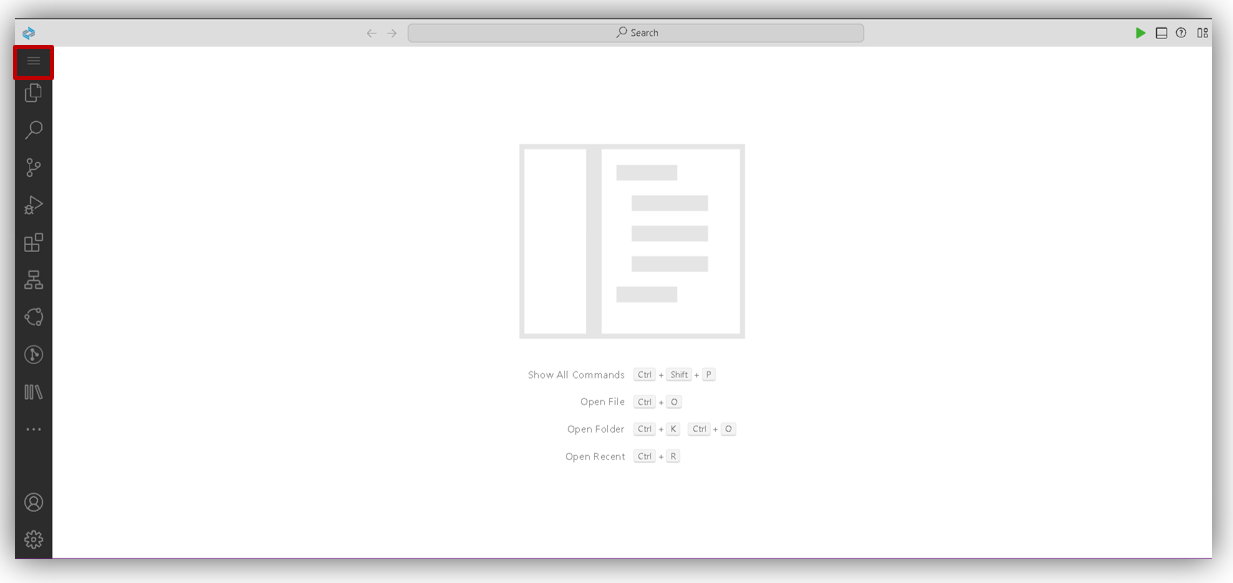 Search
Show All Commands Ctrl + Shift + P
Open File Ctrl + O
Open Folder Ctrl + K Ctrl + O
Open Recent Ctrl + R